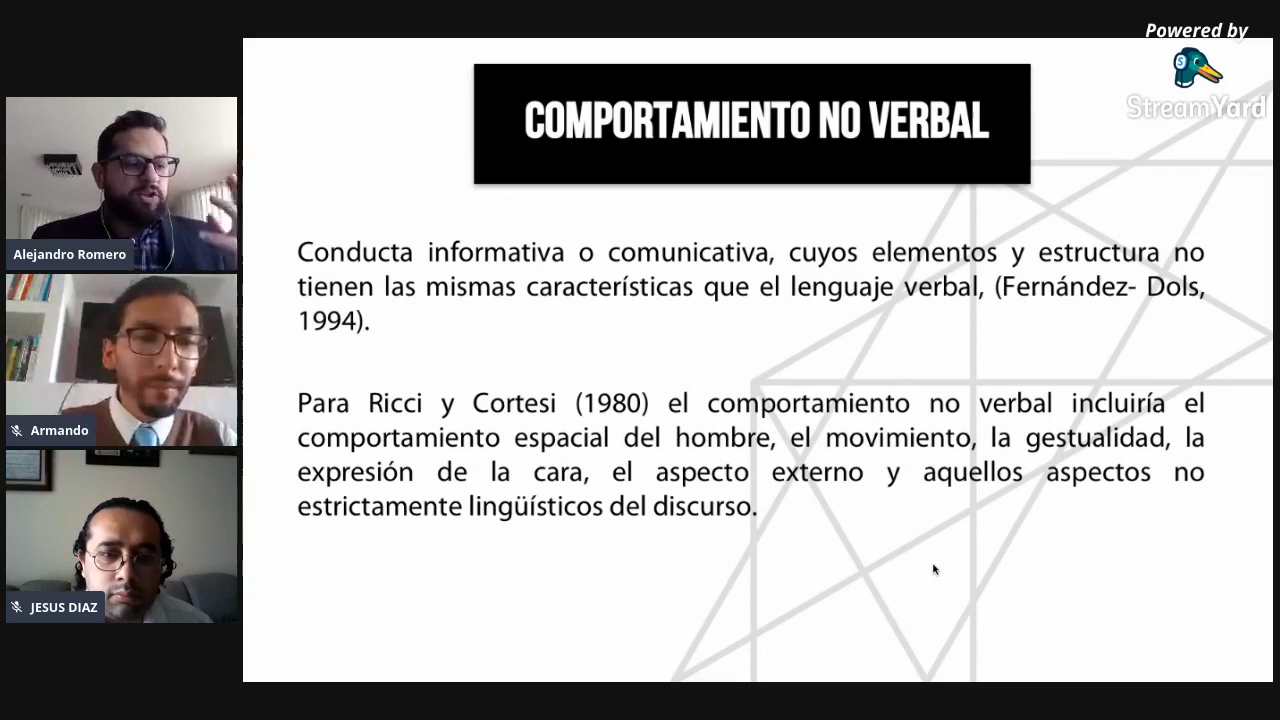 Powered by
StreamYard
COMPORTAMIENTO NO VERBAL
Conducta informativa o comunicativa, cuyos elementos y estructura no
tienen las mismas características que el lenguaje verbal, (Fernández- Dols,
1994).
Para Ricci y Cortesi (1980) el comportamiento no verbal incluiría el
comportamiento espacial del hombre, el movimiento, la gestualidad, la
expresión de la cara, el aspecto externo y aquellos aspectos no
estrictamente lingüísticos del discurso.
Alejandro Romero
Armando
JESUS DIAZ